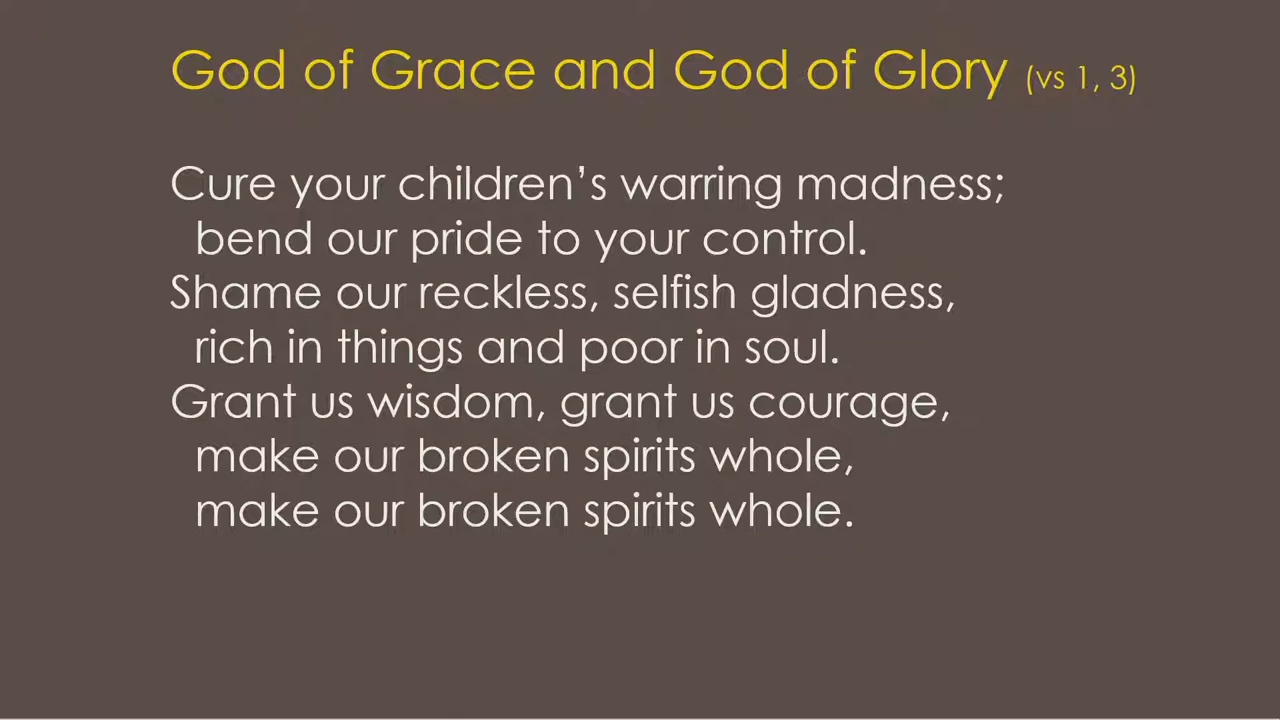 God of Grace and God of Glory (vs 1, 3)
Cure your children’s warring madness;
bend our pride to your control.
Shame our reckless, selfish gladness,
rich in things and poor in soul.
Grant us wisdom, grant us courage,
make our broken spirits whole,
make our broken spirits whole.